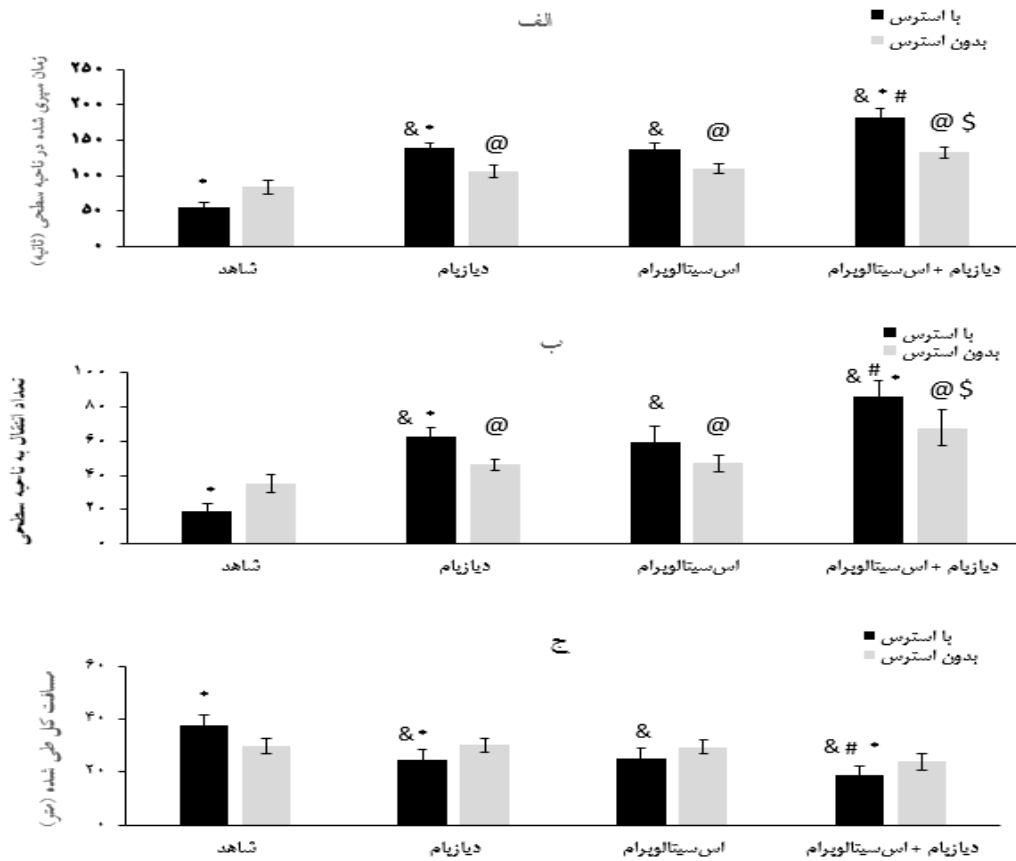 الف
با استرس
بدون استرس
زمان سپری شده در ناحیه سطحی (ثانیه)
۲۵۰
۲۰۰
۱۵۰
۱۰۰
۵۰
۰
*
& *
@
&
@
& * #
@ $
شاهد
دیازپام
اس‌سیتالوپرام
دیازپام + اس‌سیتالوپرام
ب
با استرس
بدون استرس
تعداد انتقال به ناحیه سطحی
۱۰۰
۸۰
۶۰
۴۰
۲۰
۰
*
& *
@
&
@
& # *
@ $
شاهد
دیازپام
اس‌سیتالوپرام
دیازپام + اس‌سیتالوپرام
ج
با استرس
بدون استرس
مسافت کل طی شده (متر)
۶۰
۴۰
۲۰
۰
*
& *
&
& # *
شاهد
دیازپام
اس‌سیتالوپرام
دیازپام + اس‌سیتالوپرام